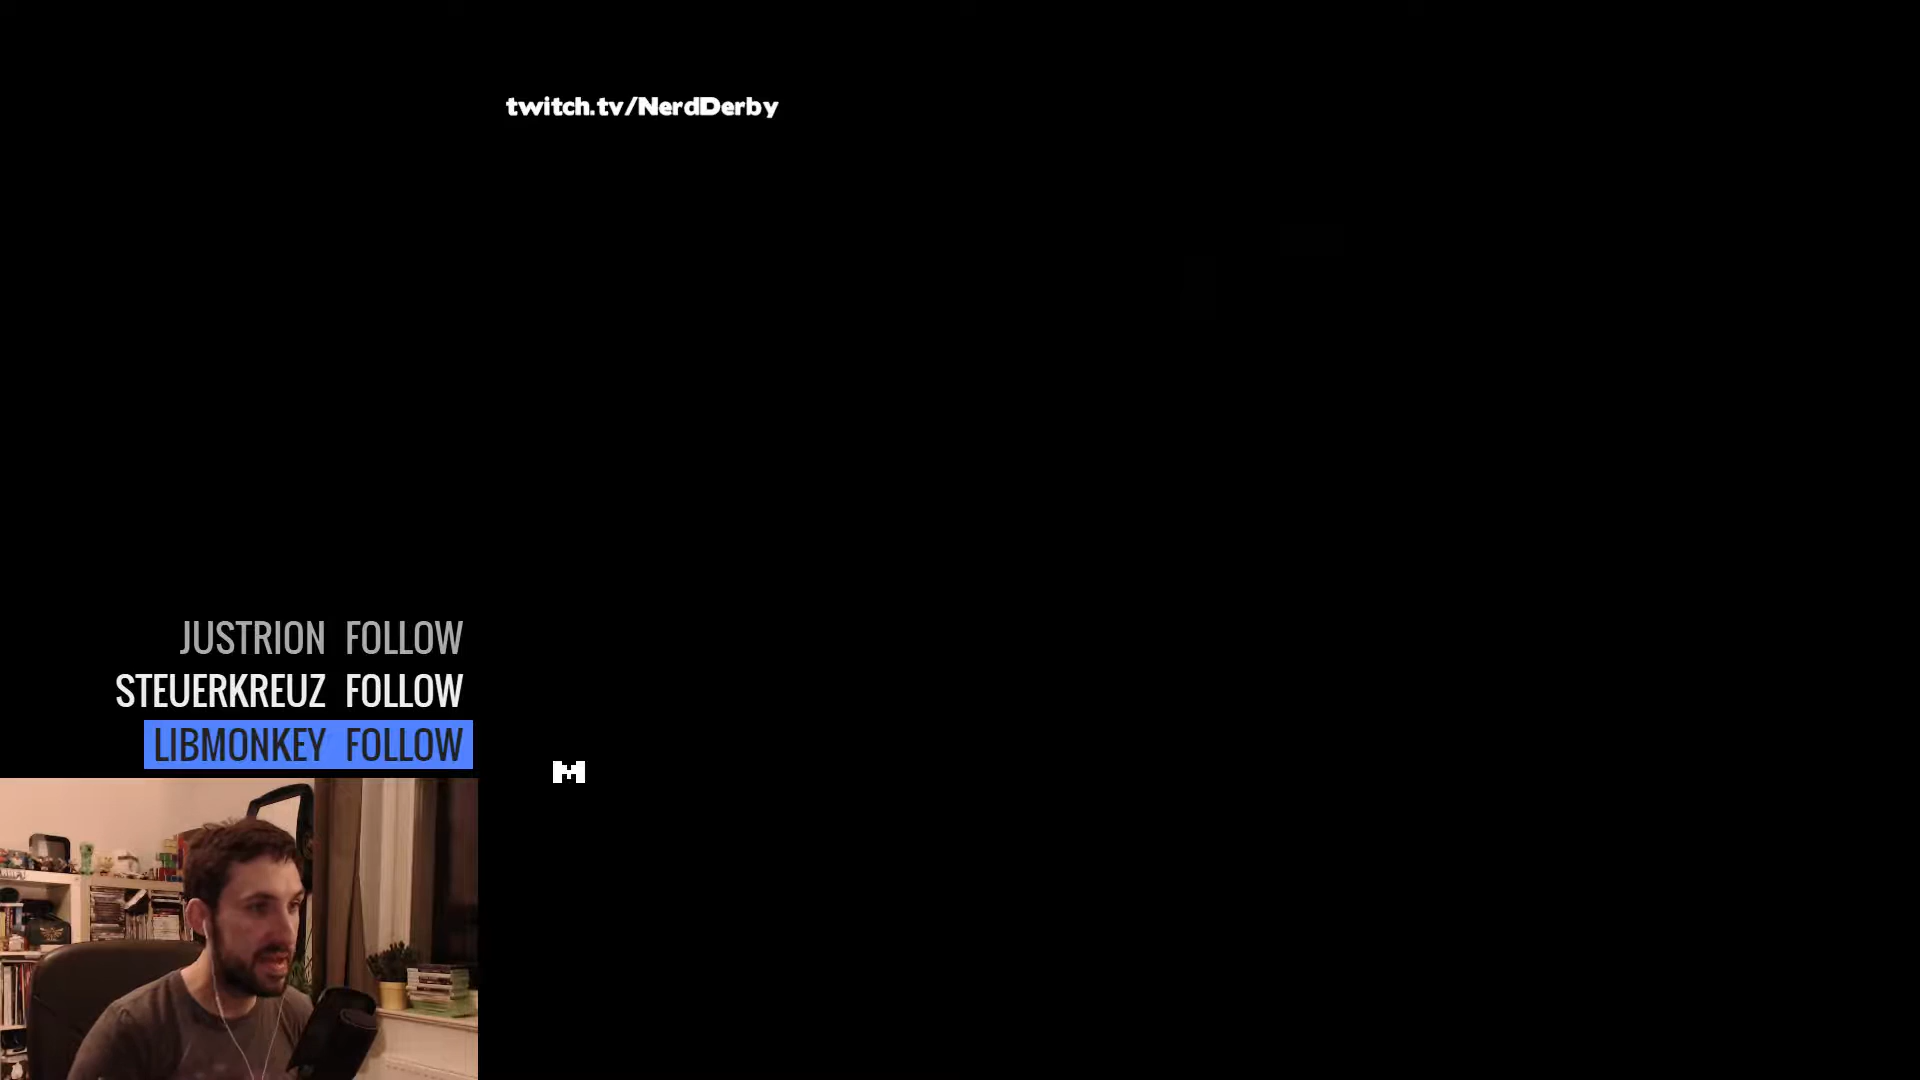 twitch.tv/NerdDerby
JUSTRION FOLLOW
STEUERKREUZ FOLLOW
LIBMONKEY FOLLOW